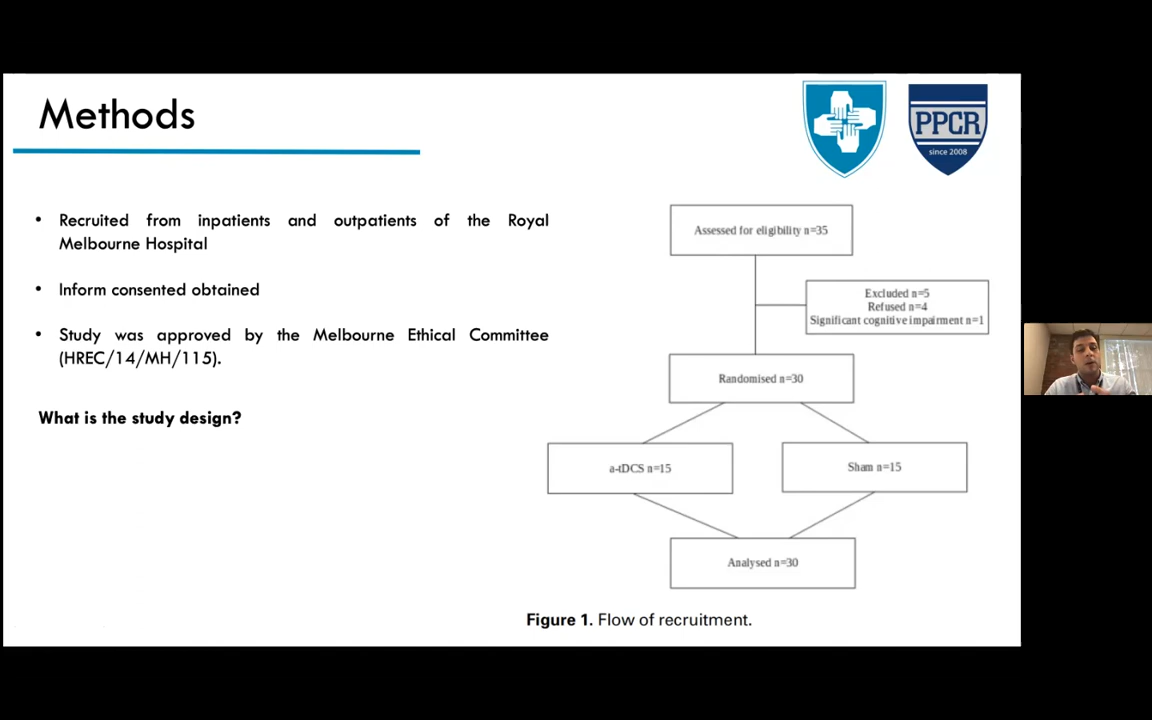 Methods
PPCR
since 2008
• Recruited from inpatients and outpatients of the Royal
Melbourne Hospital
• Inform consented obtained
• Study was approved by the Melbourne Ethical Committee
(HREC/14/MH/115).
What is the study design?
Assessed for eligibility n=35
Excluded n=5
Refused n=4
Significant cognitive impairment n=1
Randomised n=30
a-tDCS n=15
Sham n=15
Analysed n=30
Figure 1. Flow of recruitment.